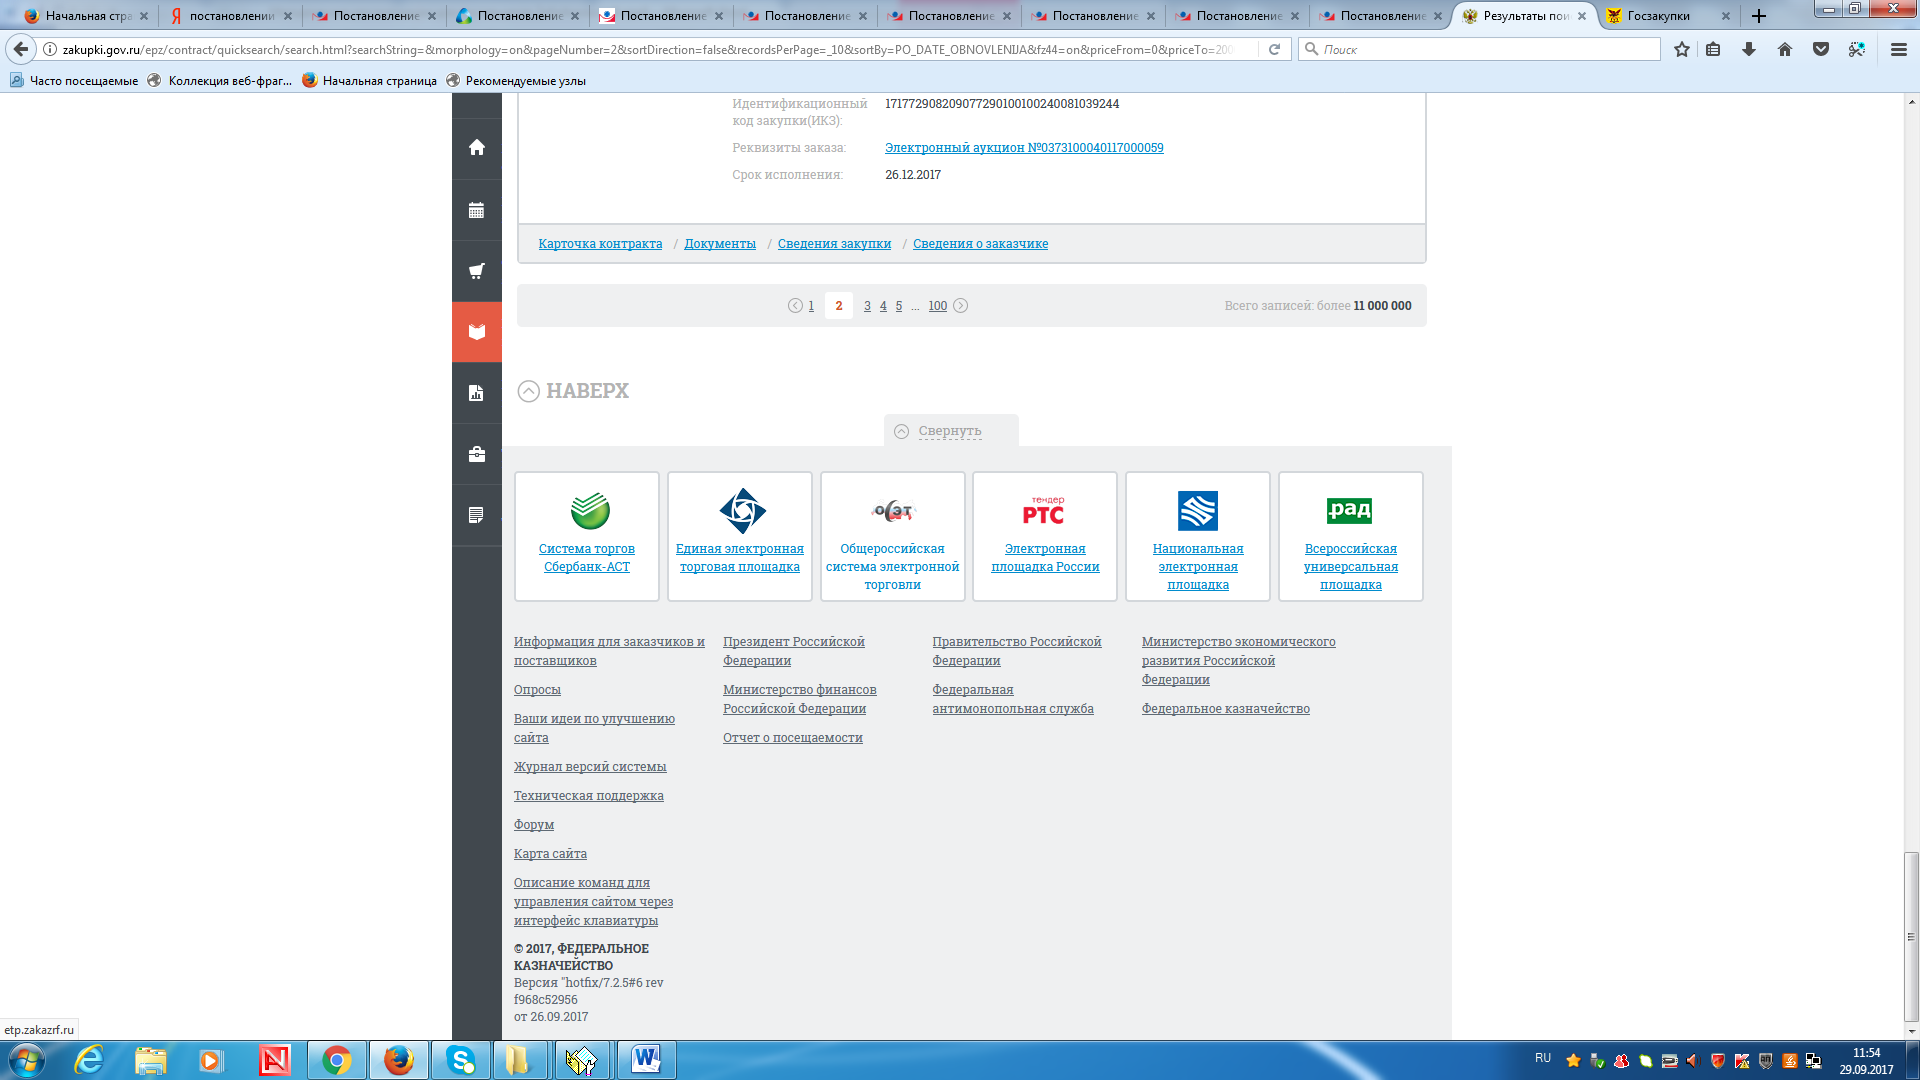 Начальная стра
постановлении
Постановление
Постановление
Постановление
Постановление
Постановление
Постановление
Постановление
Постановление
Результаты пои
Госзакупки
zakupki.gov.ru/epz/contract/quicksearch/search.html?searchString=&morphology=on&pageNumber=2&sortDirection=false&recordsPerPage=_10&sortBy=PO_DATE_OBNOVLENIJA&fz44=on&priceFrom=0&priceTo=200
Поиск
Часто посещаемые
Коллекция веб-фраг...
Начальная страница
Рекомендуемые узлы
Идентификационный код закупки(ИКЗ):
171772908209077290100100240081039244
Реквизиты заказа: Электронный аукцион №0373100040117000059
Срок исполнения: 26.12.2017
Карточка контракта / Документы / Сведения закупки / Сведения о заказчике
1 2 3 4 5 ... 100
Всего записей: более 11 000 000
НАВЕРХ
Свернуть
Система торгов
Сбербанк-АСТ
Единая электронная
торговая площадка
ОСЭТ
Общероссийская
система электронной
торговли
тендер
РТС
Электронная
площадка России
Национальная
электронная
площадка
рад
Всероссийская
универсальная
площадка
Информация для заказчиков и
поставщиков
Опросы
Ваши идеи по улучшению
сайта
Журнал версий системы
Техническая поддержка
Форум
Карта сайта
Описание команд для
управления сайтом через
интерфейс клавиатуры
Президент Российской
Федерации
Министерство финансов
Российской Федерации
Отчет о посещаемости
Правительство Российской
Федерации
Федеральная
антимонопольная служба
Министерство экономического
развития Российской
Федерации
Федеральное казначейство
© 2017, ФЕДЕРАЛЬНОЕ
КАЗНАЧЕЙСТВО
Версия "hotfix/7.2.5#6 rev
f968c52956
от 26.09.2017
etp.zakazrf.ru
RU
11:54
29.09.2017